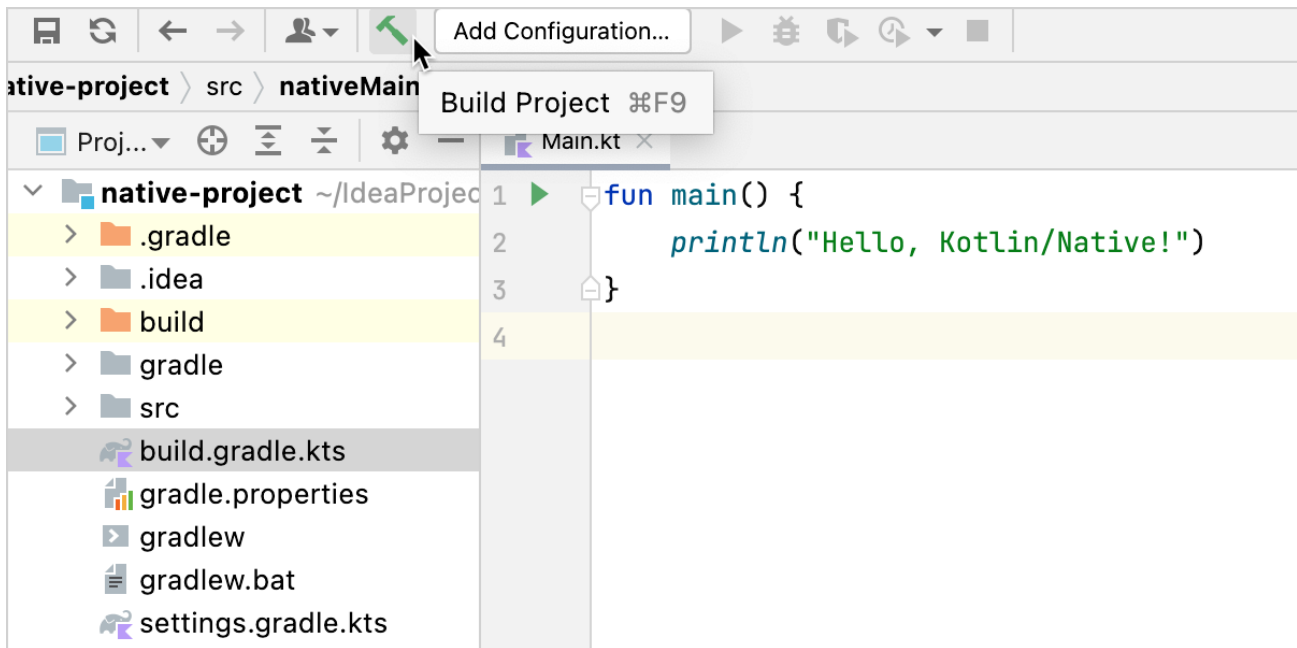 Add Configuration...
ative-project 〉 src 〉 nativeMain
Build Project ⌘F9
Proj...
Main.kt
native-project ~/IdeaProjec
.gradle
.idea
build
gradle
src
build.gradle.kts
gradle.properties
gradlew
gradlew.bat
settings.gradle.kts
1 fun main() {
2 println("Hello, Kotlin/Native!")
3 }
4